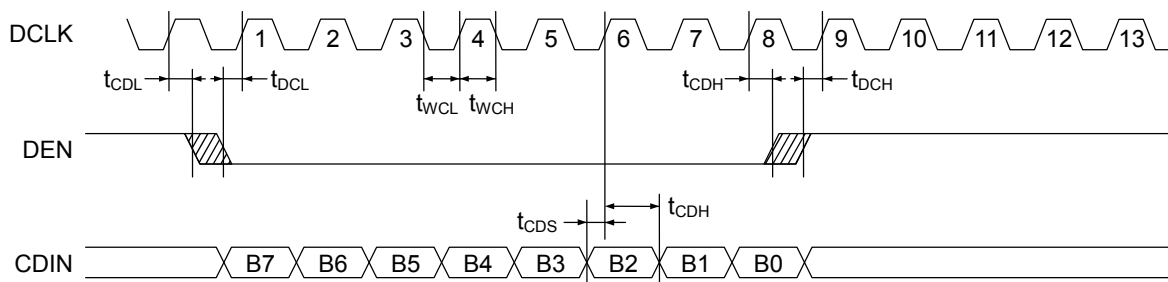 DCLK 1 2 3 4 5 6 7 8 9 10 11 12 13
tCDL tDCL tWCL tWCH tCDH tDCH
DEN
tCDS tCDH
CDIN B7 B6 B5 B4 B3 B2 B1 B0